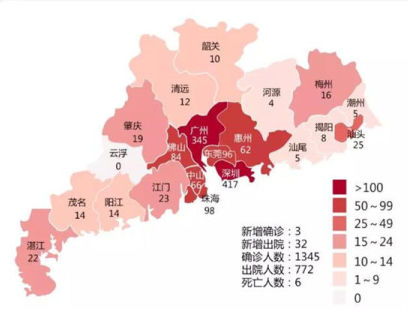 韶关
10
清远
12
河源
4
梅州
16
潮州
5
肇庆
19
广州
345
惠州
62
揭阳
8
汕头
25
汕尾
5
云浮
0
佛山
84
东莞96
深圳
417
中山
66
珠海
98
江门
23
茂名
14
阳江
14
湛江
22
新增确诊：3
新增出院：32
确诊人数：1345
出院人数：772
死亡人数：6
>100
50～99
25～49
15～24
10～14
1～9
0